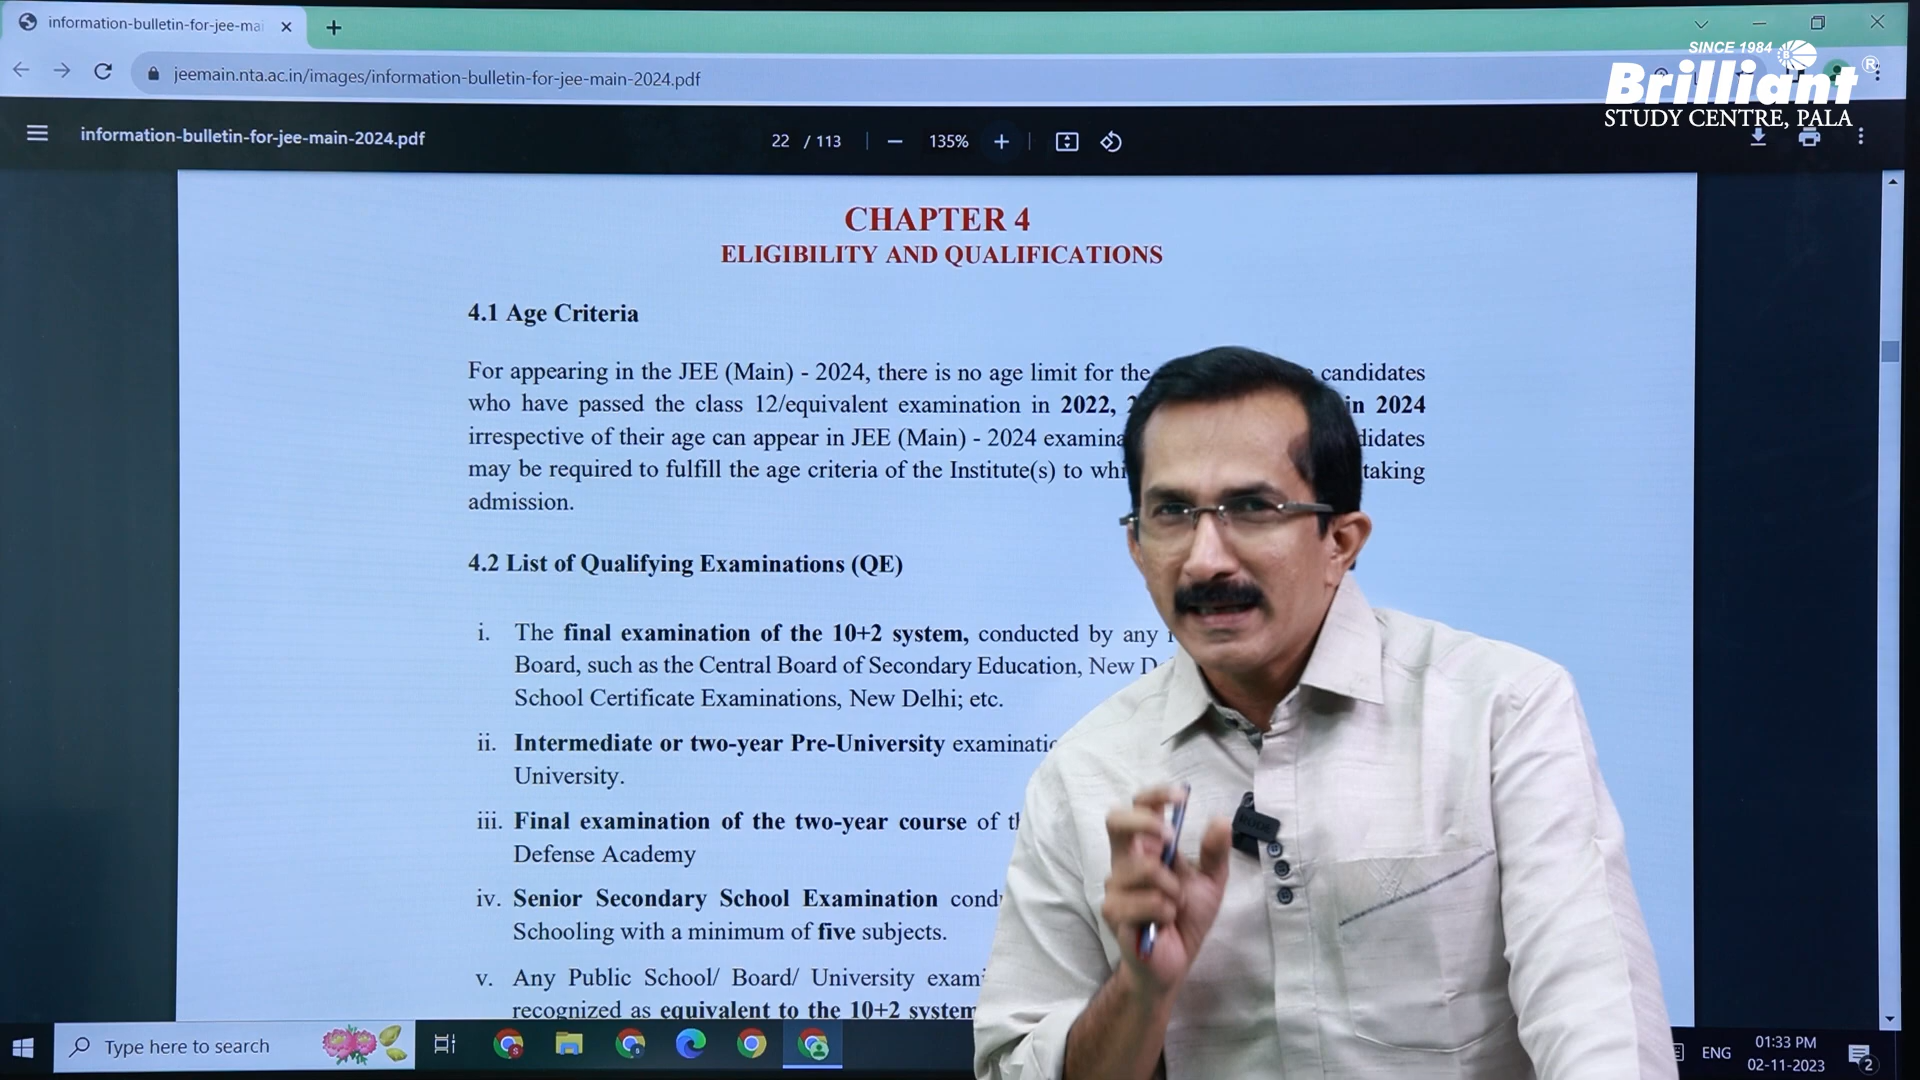 information-bulletin-for-jee-ma
jeemain.nta.ac.in/images/information-bulletin-for-jee-main-2024.pdf
SINCE 1984
Brilliant ®
STUDY CENTRE, PALA
information-bulletin-for-jee-main-2024.pdf
22 / 113
135%
CHAPTER 4
ELIGIBILITY AND QUALIFICATIONS
4.1 Age Criteria
For appearing in the JEE (Main) - 2024, there is no age limit for the candidates
who have passed the class 12/equivalent examination in 2022, in 2024
irrespective of their age can appear in JEE (Main) - 2024
may be required to fulfill the age criteria of the Institute(s) to taking
admission.
4.2 List of Qualifying Examinations (QE)
i. The final examination of the 10+2 system, conducted by any
Board, such as the Central Board of Secondary Education, New
School Certificate Examinations, New Delhi; etc.
ii. Intermediate or two-year Pre-University
University.
iii. Final examination of the two-year course of
Defense Academy
iv. Senior Secondary School Examination
Schooling with a minimum of five subjects.
v. Any Public School/ Board/ University
recognized as equivalent to the 10+2 system
Type here to search
ENG
01:33 PM
02-11-2023
2
RODE